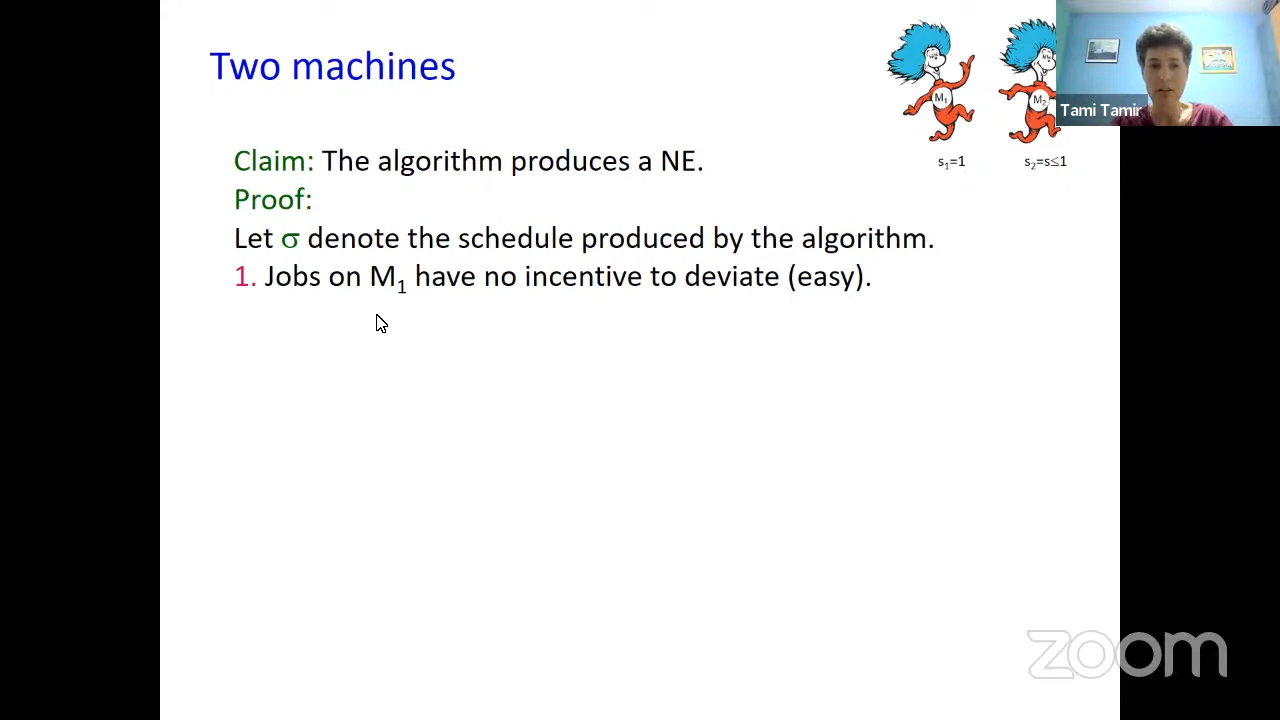 Two machines
M1
M2
Tami Tamir
s1=1
s2=s≤1
Claim: The algorithm produces a NE.
Proof:
Let σ denote the schedule produced by the algorithm.
1. Jobs on M1 have no incentive to deviate (easy).
zoom